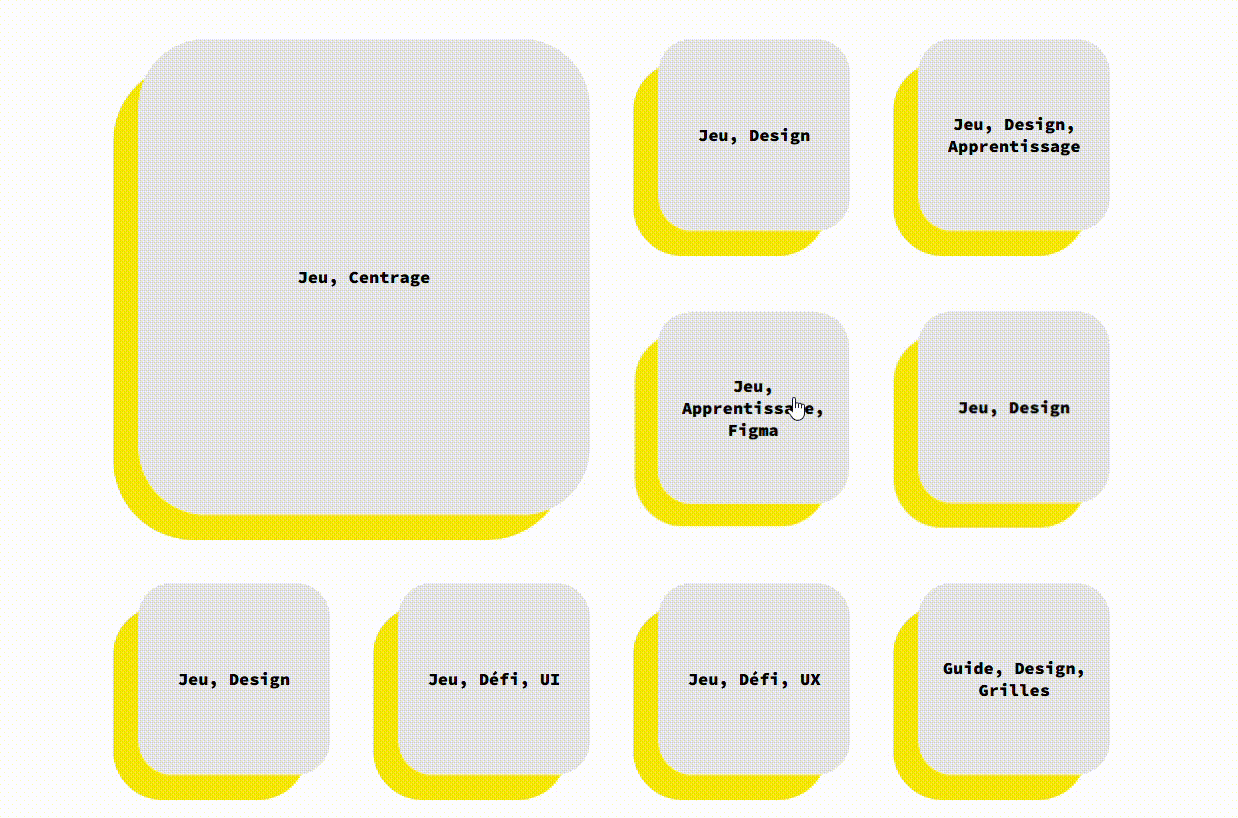 Jeu, Design
Jeu, Design,
Apprentissage
Jeu, Centrage
Jeu,
Apprentissage,
Figma
Jeu, Design
Jeu, Design
Jeu, Défi, UI
Jeu, Défi, UX
Guide, Design,
Grilles